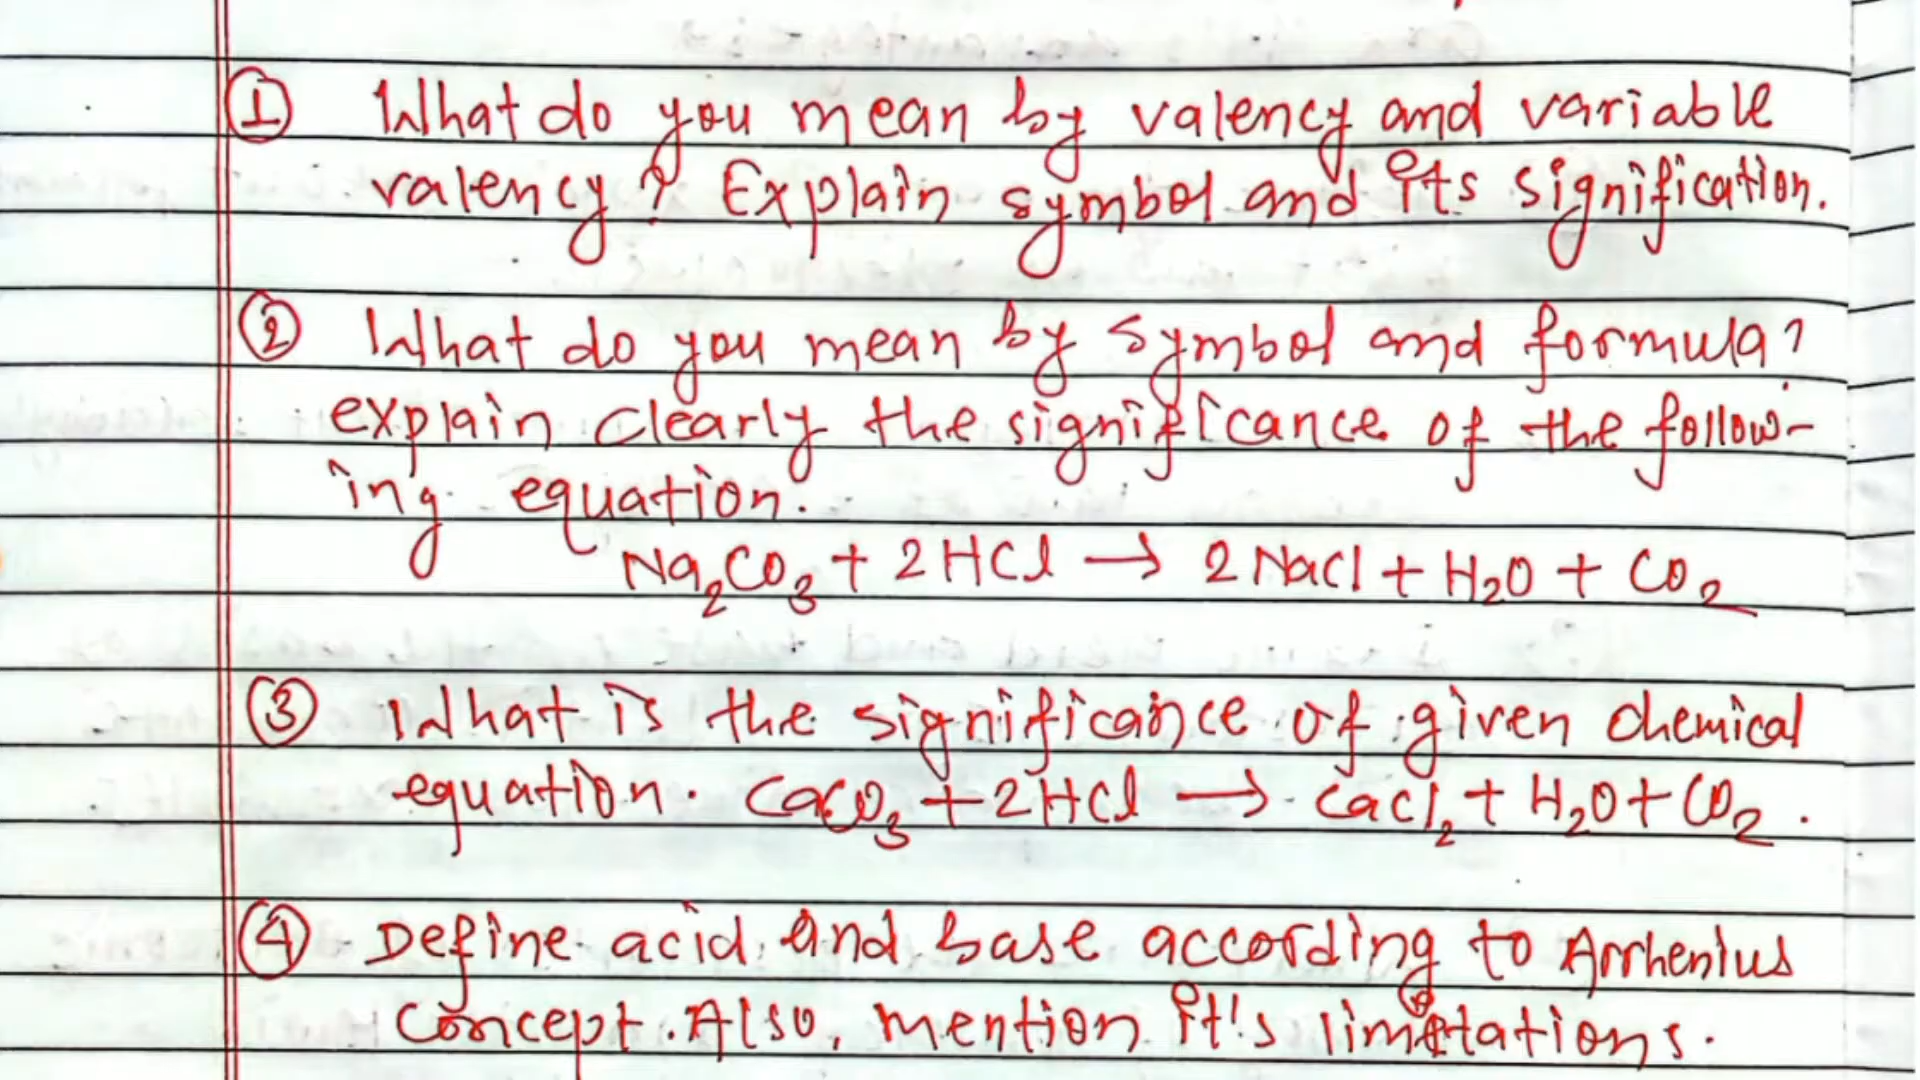 ① What do you mean by valency and variable
valency? Explain symbol and its signification.
② What do you mean by symbol and formula?
explain clearly the significance of the follow-
ing equation.
Na₂CO₃ + 2HCl → 2NaCl + H₂O + CO₂
③ What is the significance of given chemical
equation. CaCO₃ + 2HCl → CaCl₂ + H₂O + CO₂.
④ Define acid and base according to Arrhenius
concept. Also, mention it's limitations.